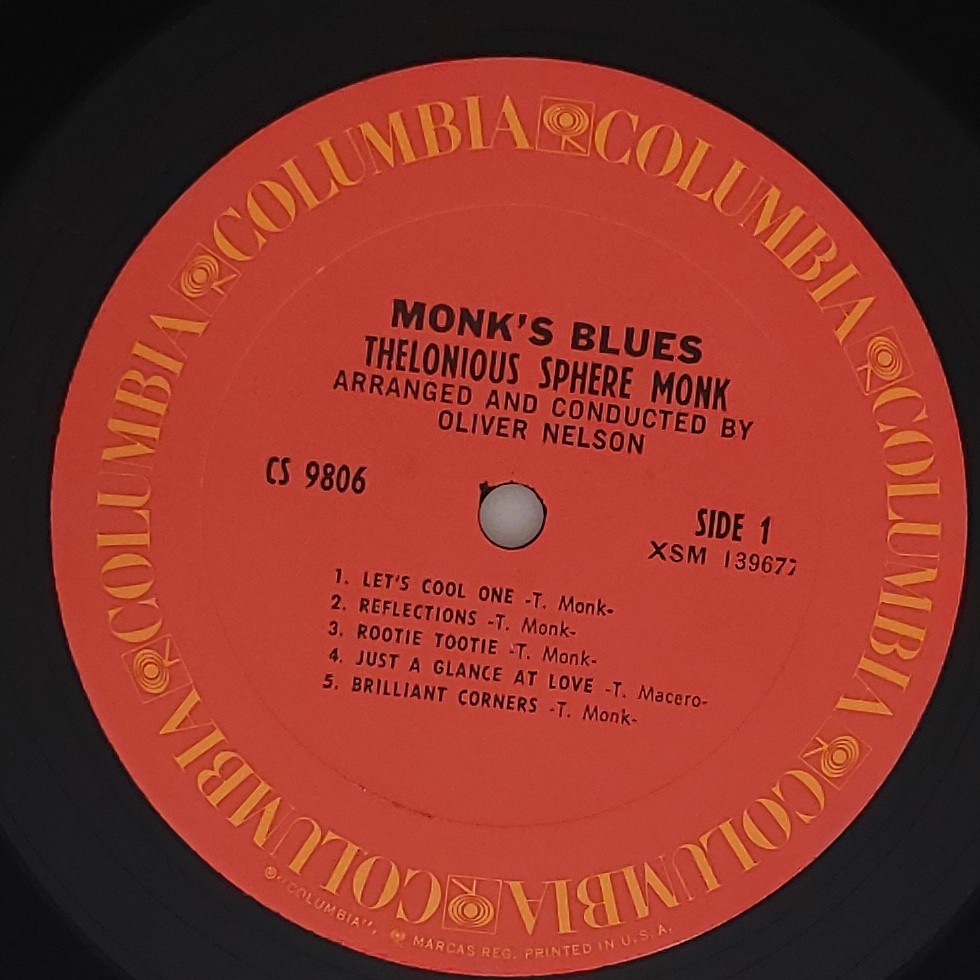 COLUMBIA COLUMBIA COLUMBIA COLUMBIA COLUMBIA COLUMBIA
MONK'S BLUES
THELONIOUS SPHERE MONK
ARRANGED AND CONDUCTED BY
OLIVER NELSON
CS 9806
SIDE 1
XSM 139677
1. LET'S COOL ONE -T. Monk-
2. REFLECTIONS -T. Monk-
3. ROOTIE TOOTIE -T. Monk-
4. JUST A GLANCE AT LOVE -T. Macero-
5. BRILLIANT CORNERS -T. Monk-
®"COLUMBIA", MARCAS REG. PRINTED IN U.S.A.